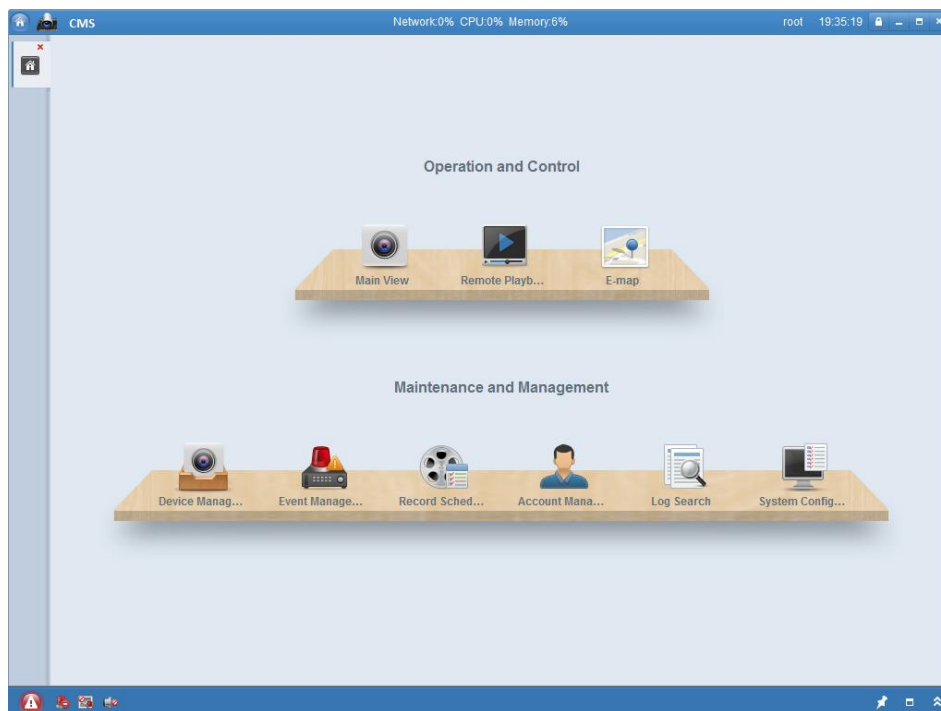 CMS Network:0% CPU:0% Memory:6% root 19:35:19
Operation and Control
Main View Remote Playb... E-map
Maintenance and Management
Device Manag... Event Manage... Record Sched... Account Mana... Log Search System Config...